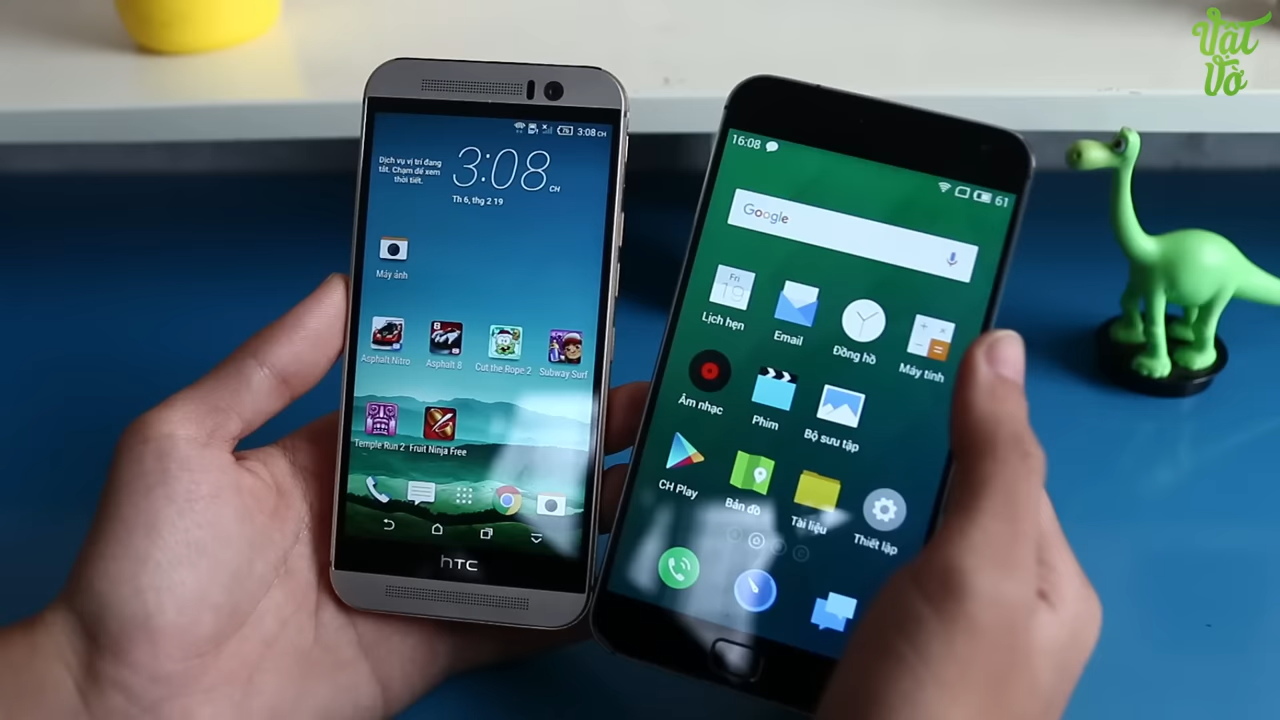 Vật
Vờ
3:08 CH
Dịch vụ vị trí đang
tắt. Chạm để xem
thời tiết.
3:08 CH
Th 6, thg 2 19
Máy ảnh
Asphalt Nitro
Asphalt 8
Cut the Rope 2
Subway Surf
Temple Run 2
Fruit Ninja Free
hTC
16:08
61
Google
Fri
19
Lịch hẹn
Email
Đồng hồ
Máy tính
Âm nhạc
Phim
Bộ sưu tập
CH Play
Bản đồ
Tài liệu
Thiết lập